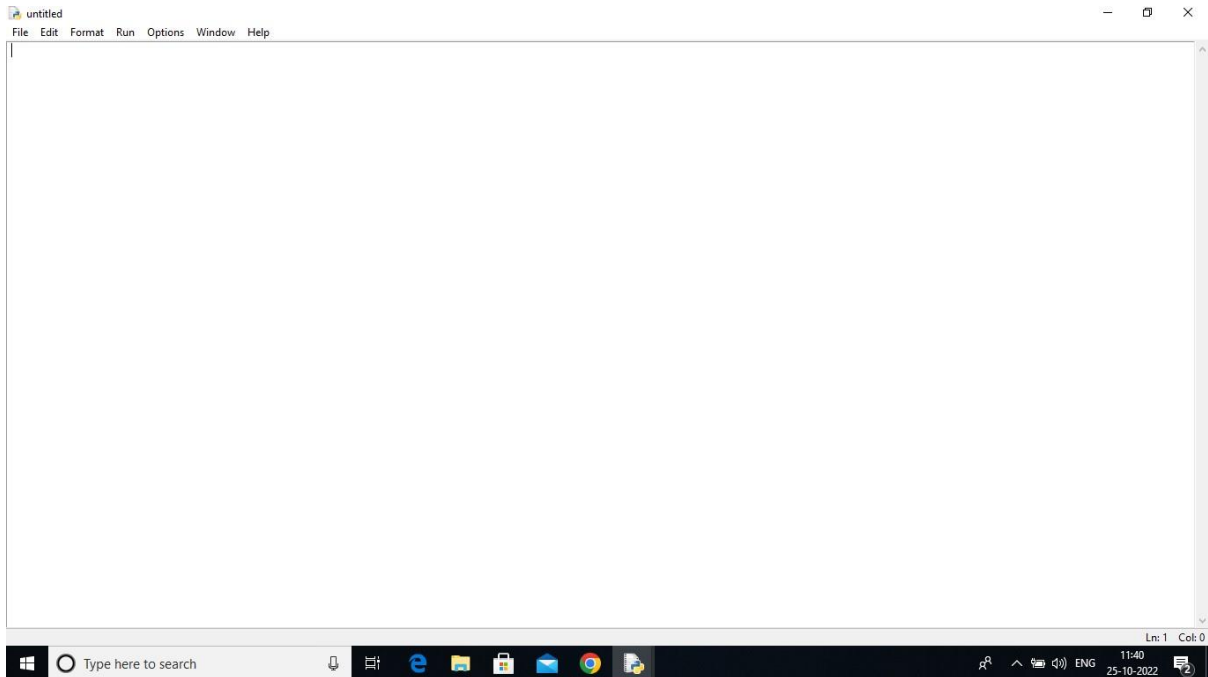 untitled
File Edit Format Run Options Window Help
Ln: 1 Col: 0
Type here to search
ENG
11:40
25-10-2022
2